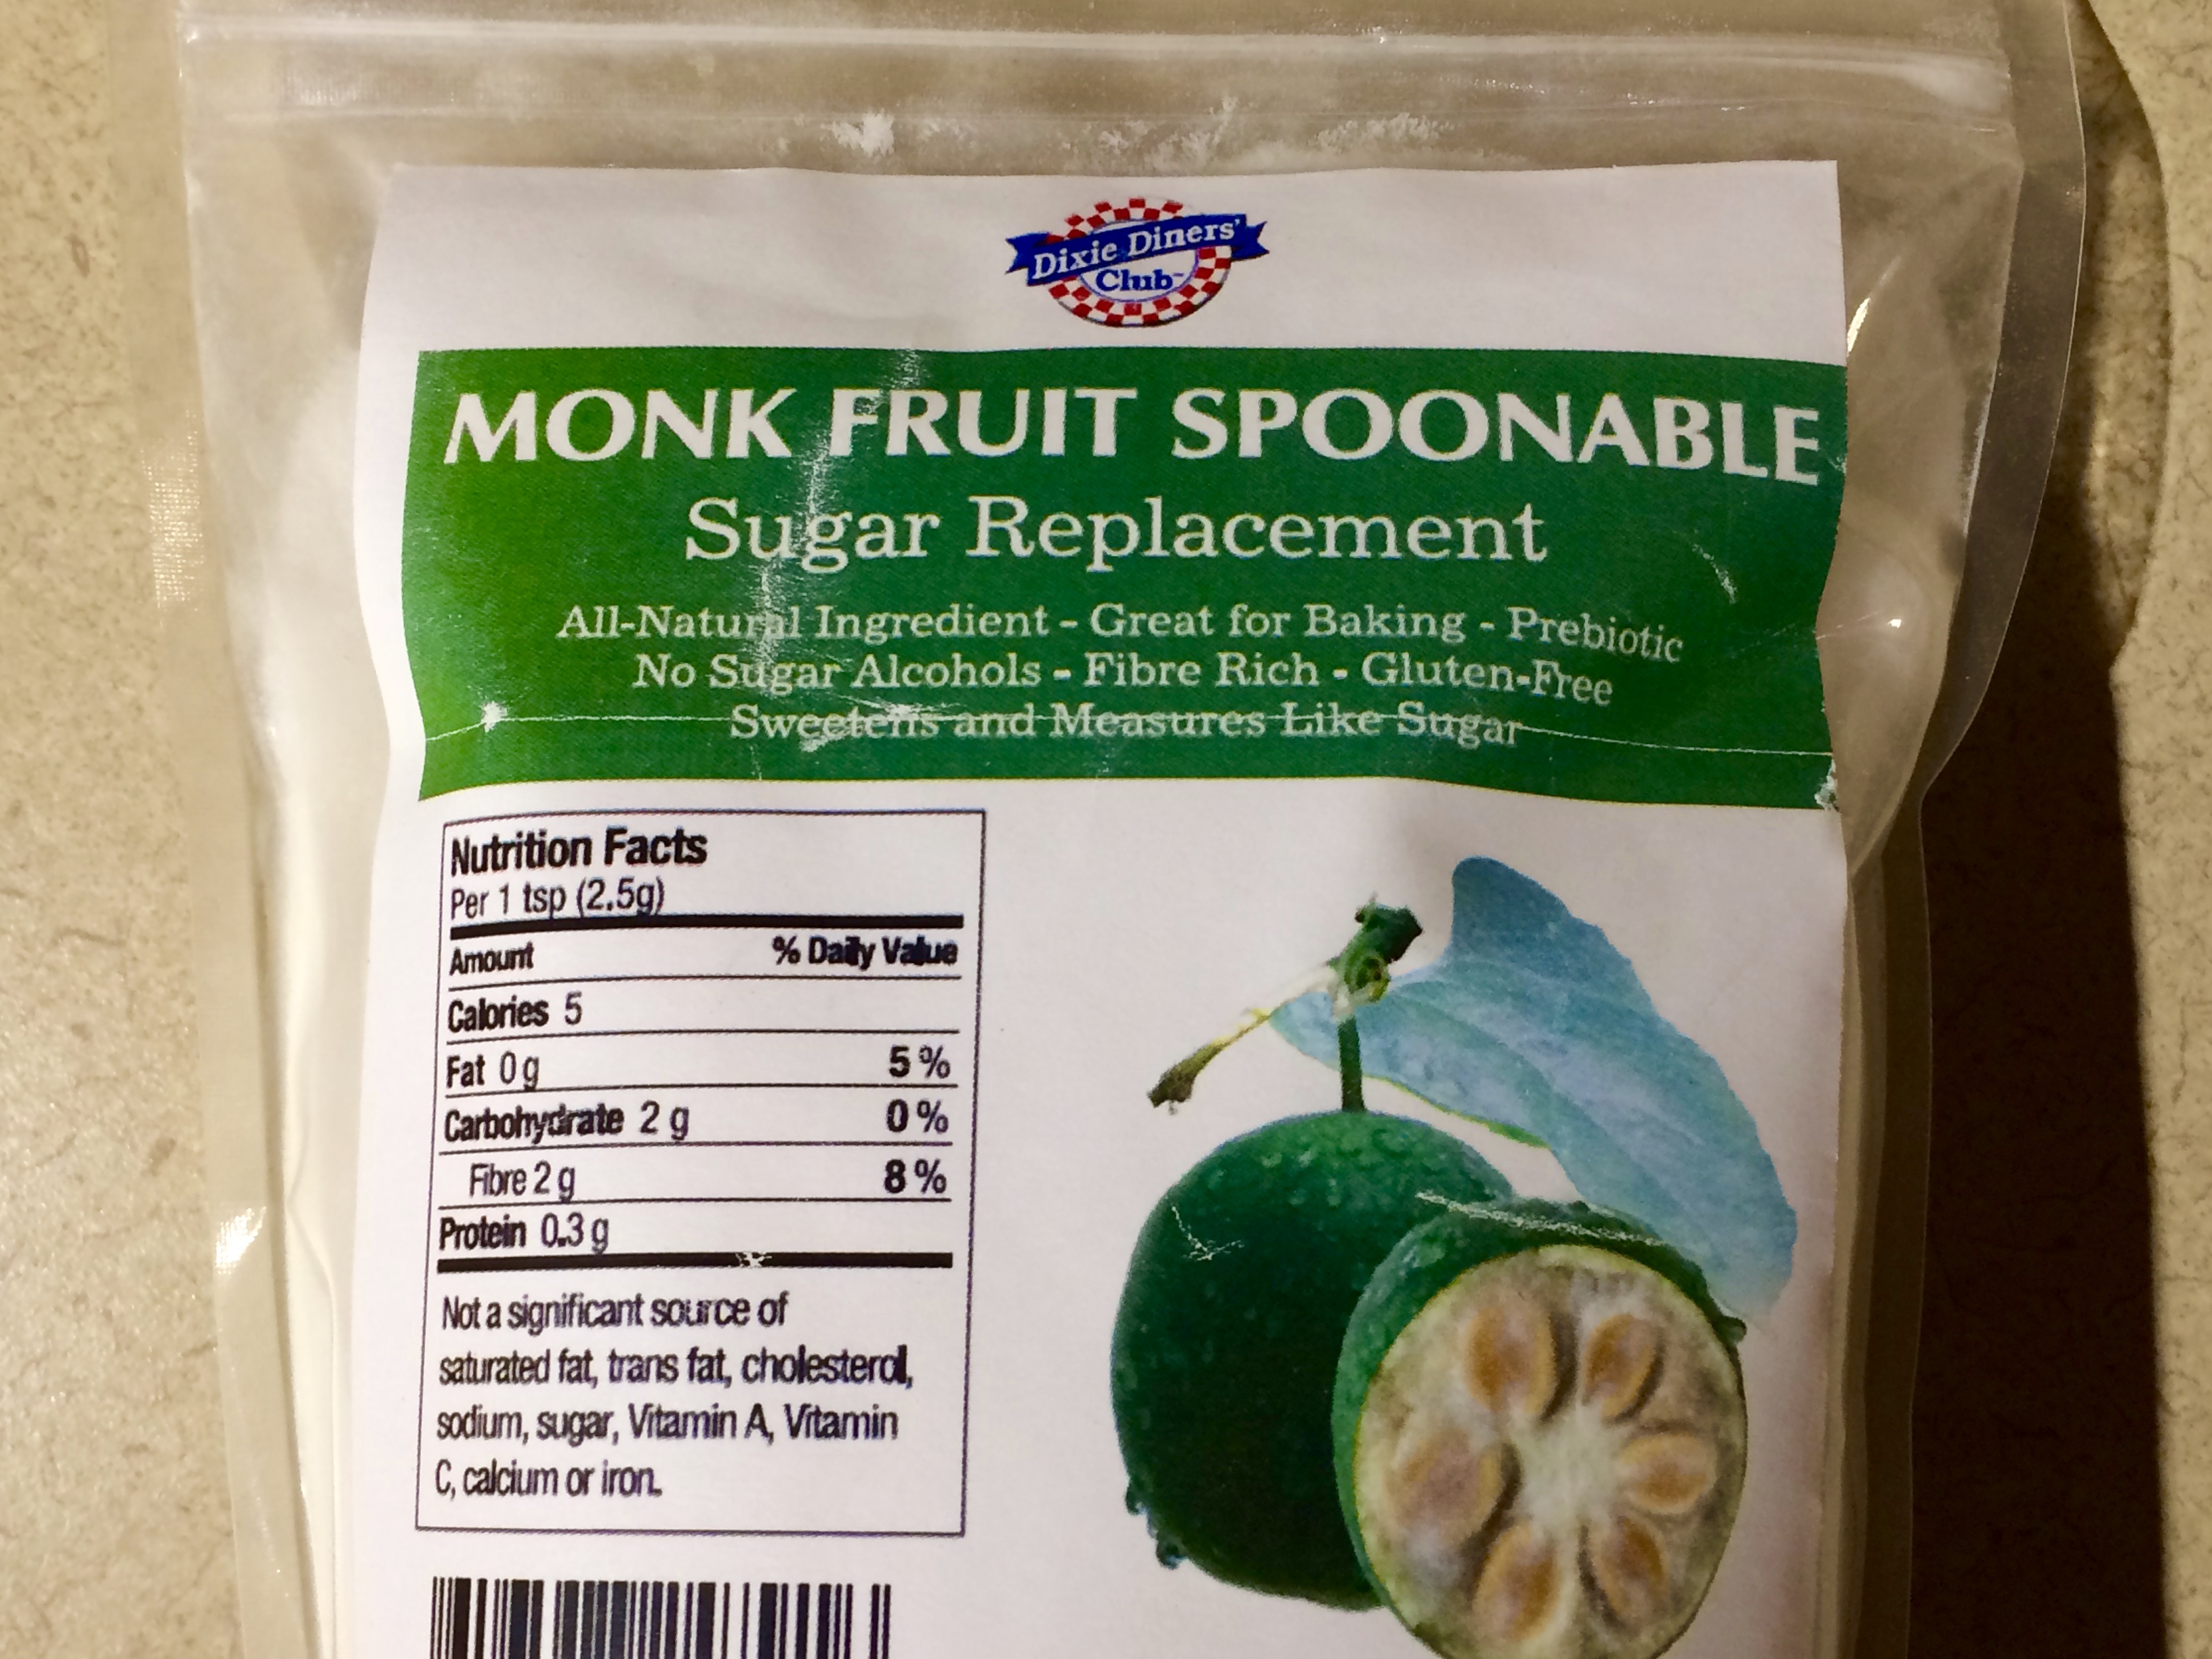 Dixie Diners'
Club™
MONK FRUIT SPOONABLE
Sugar Replacement
All-Natural Ingredient - Great for Baking - Prebiotic
No Sugar Alcohols - Fibre Rich - Gluten-Free
Sweetens and Measures Like Sugar
Nutrition Facts
Per 1 tsp (2.5g)
Amount % Daily Value
Calories 5
Fat 0 g 5 %
Carbohydrate 2 g 0 %
Fibre 2 g 8 %
Protein 0.3 g
Not a significant source of
saturated fat, trans fat, cholesterol,
sodium, sugar, Vitamin A, Vitamin
C, calcium or iron.